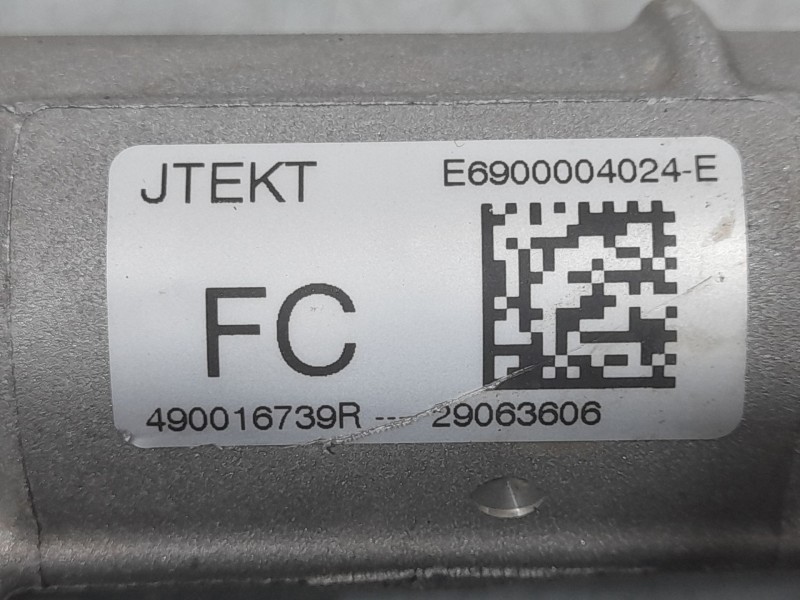 JTEKT E6900004024-E
FC
490016739R ---- 29063606